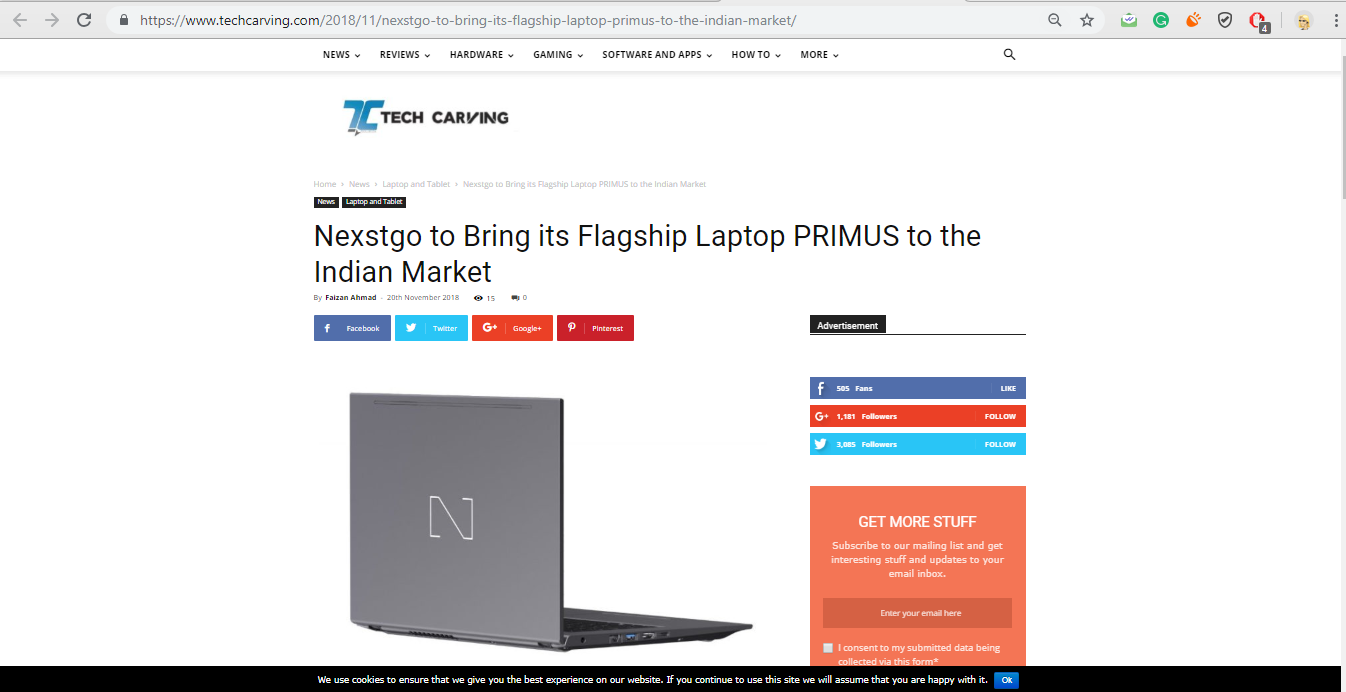 https://www.techcarving.com/2018/11/nexstgo-to-bring-its-flagship-laptop-primus-to-the-indian-market/
4
NEWS REVIEWS HARDWARE GAMING SOFTWARE AND APPS HOW TO MORE
TC TECH CARVING
Home › News › Laptop and Tablet › Nexstgo to Bring its Flagship Laptop PRIMUS to the Indian Market
News Laptop and Tablet
Nexstgo to Bring its Flagship Laptop PRIMUS to the
Indian Market
By Faizan Ahmad - 20th November 2018 15 0
Facebook Twitter Google+ Pinterest
Advertisement
505 Fans LIKE
1,181 Followers FOLLOW
3,085 Followers FOLLOW
N
GET MORE STUFF
Subscribe to our mailing list and get
interesting stuff and updates to your
email inbox.
Enter your email here
I consent to my submitted data being
collected via this form*
We use cookies to ensure that we give you the best experience on our website. If you continue to use this site we will assume that you are happy with it. Ok